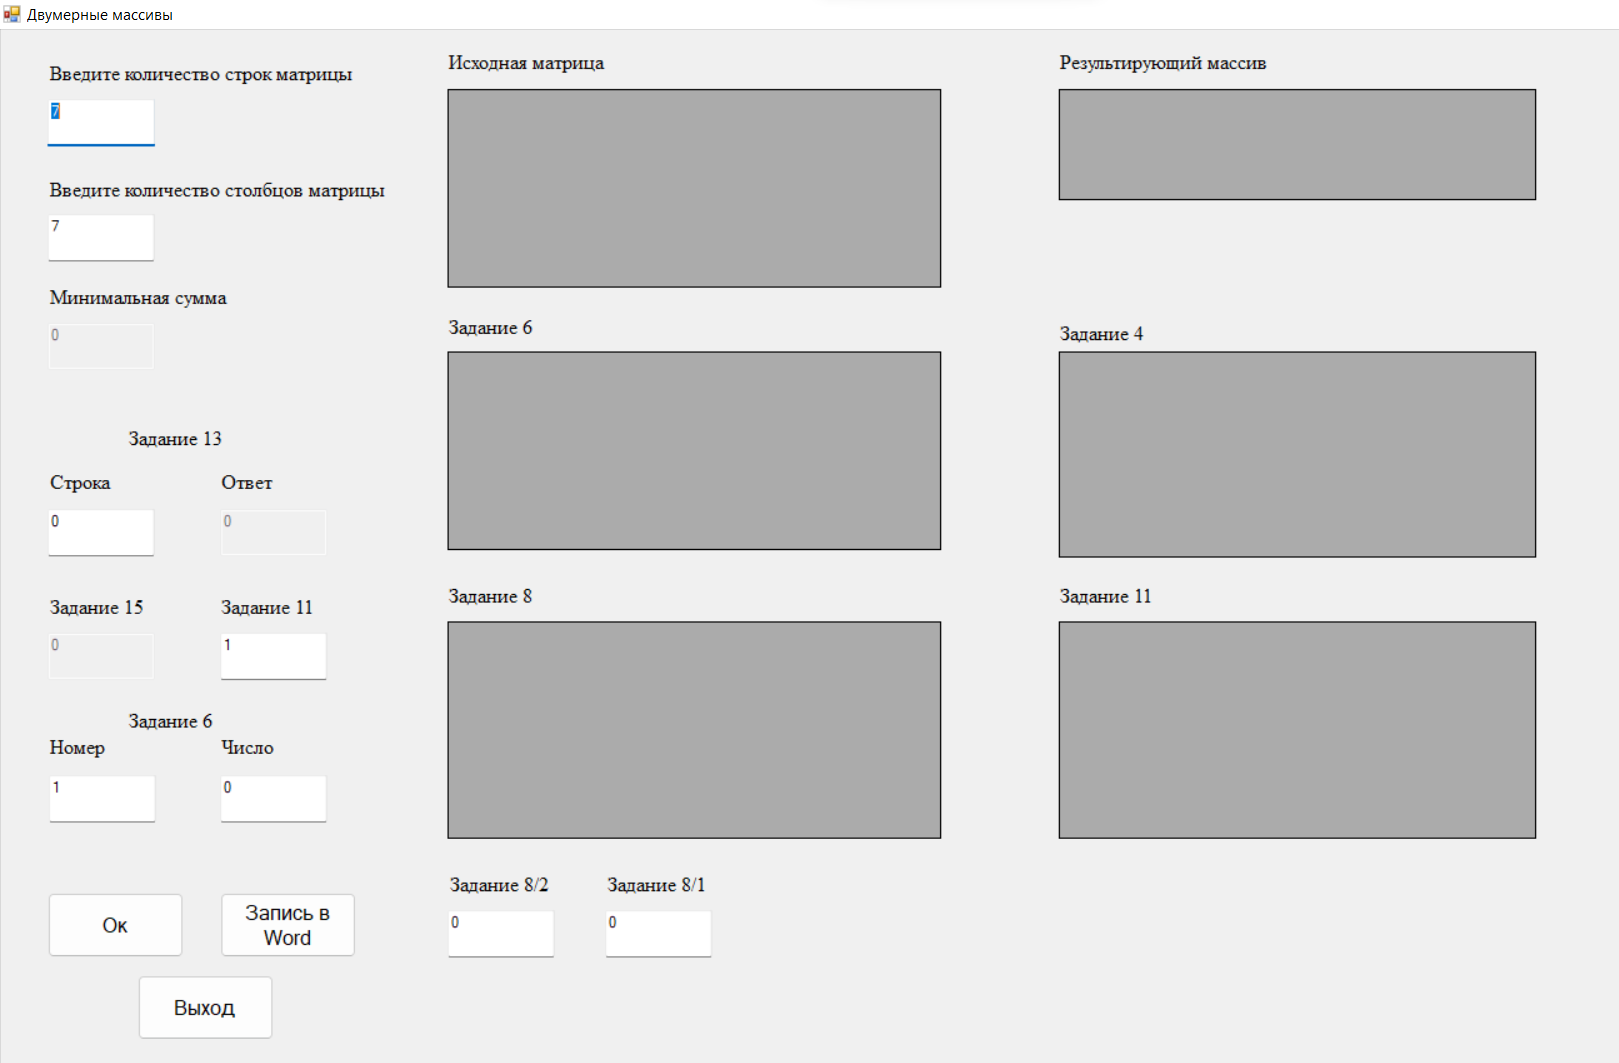 Двумерные массивы
Введите количество строк матрицы
7
Введите количество столбцов матрицы
7
Минимальная сумма
0
Задание 13
Строка
Ответ
0
0
Задание 15
Задание 11
0
1
Задание 6
Номер
Число
1
0
Ок
Запись в
Word
Выход
Исходная матрица
Задание 6
Задание 8
Задание 8/2
Задание 8/1
0
0
Результирующий массив
Задание 4
Задание 11